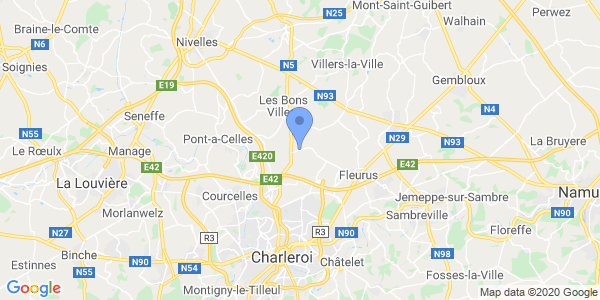 Mont-Saint-Guibert
Perwez
N25
Walhain
Braine-le-Comte
N6
Nivelles
Villers-la-Ville
N5
Soignies
Gembloux
E19
N93
Les Bons
Viller
N4
Seneffe
N55
Pont-a-Celles
N29
N93
La Bruyere
Le Rœulx
Manage
E42
E420
E42
La Louvière
E42
Fleurus
Namu
Courcelles
Jemeppe-sur-Sambre
Morlanwelz
Sambreville
N90
N27
R3
R3
N90
Floreffe
Binche
N90
Charleroi
N98
Estinnes
N55
N54
Châtelet
Fosses-la-Ville
Montigny-le-Tilleul
Google
Map data ©2020 Google